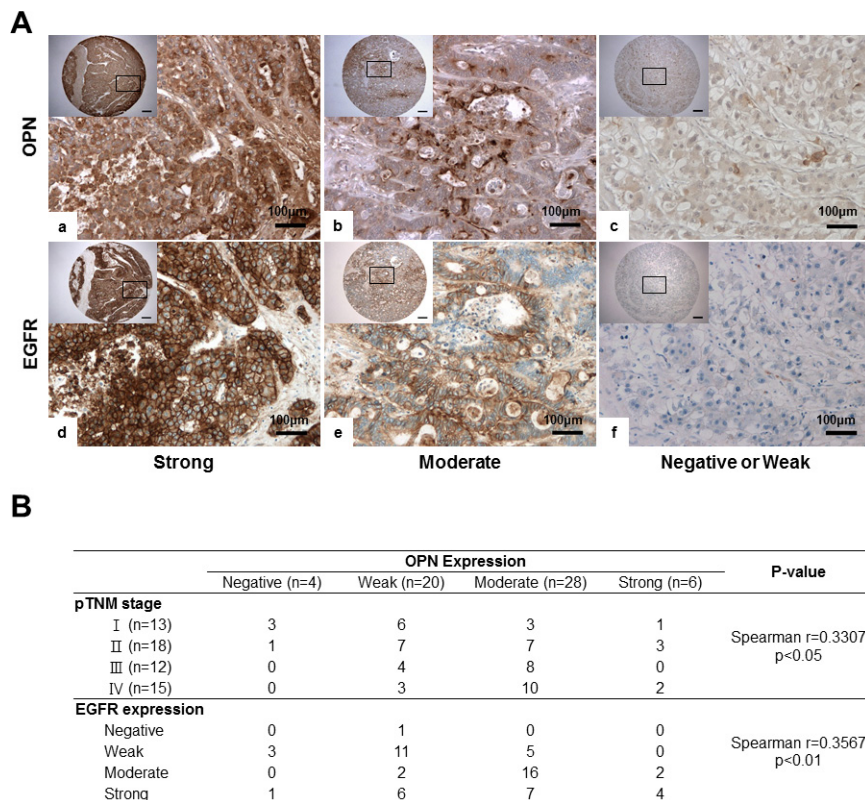 A
OPN
a
100μm
b
100μm
c
100μm
EGFR
d
100μm
e
100μm
f
100μm
Strong
Moderate
Negative or Weak
B
OPN Expression
P-value
Negative (n=4) Weak (n=20) Moderate (n=28) Strong (n=6)
pTNM stage
Ⅰ (n=13) 3 6 3 1
Ⅱ (n=18) 1 7 7 3
Spearman r=0.3307
p<0.05
Ⅲ (n=12) 0 4 8 0
Ⅳ (n=15) 0 3 10 2
EGFR expression
Negative 0 1 0 0
Weak 3 11 5 0
Spearman r=0.3567
p<0.01
Moderate 0 2 16 2
Strong 1 6 7 4